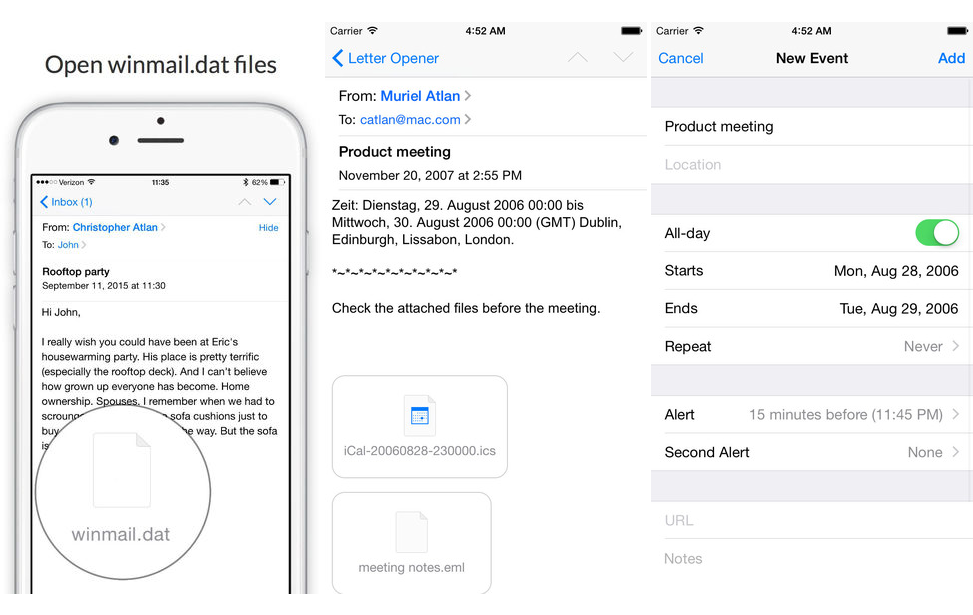 Open winmail.dat files
Verizon 11:35 62%
Inbox (1)
From: Christopher Atlan Hide
To: John
Rooftop party
September 11, 2015 at 11:30
Hi John,
I really wish you could have been at Eric's
housewarming party. His place is pretty terrific
(especially the rooftop deck). And I can't believe
how grown up everyone has become. Home
ownership. Spouses. I remember when we had to
sofa cushions just to
buy way. But the sofa
winmail.dat
Carrier 4:52 AM
Letter Opener
From: Muriel Atlan
To: catlan@mac.com
Product meeting
November 20, 2007 at 2:55 PM
Zeit: Dienstag, 29. August 2006 00:00 bis
Mittwoch, 30. August 2006 00:00 (GMT) Dublin,
Edinburgh, Lissabon, London.
*~*~*~*~*~*~*~*~*~*
Check the attached files before the meeting.
iCal-20060828-230000.ics
meeting notes.eml
Carrier 4:52 AM
Cancel New Event Add
Product meeting
Location
All-day
Starts Mon, Aug 28, 2006
Ends Tue, Aug 29, 2006
Repeat Never
Alert 15 minutes before (11:45 PM)
Second Alert None
URL
Notes